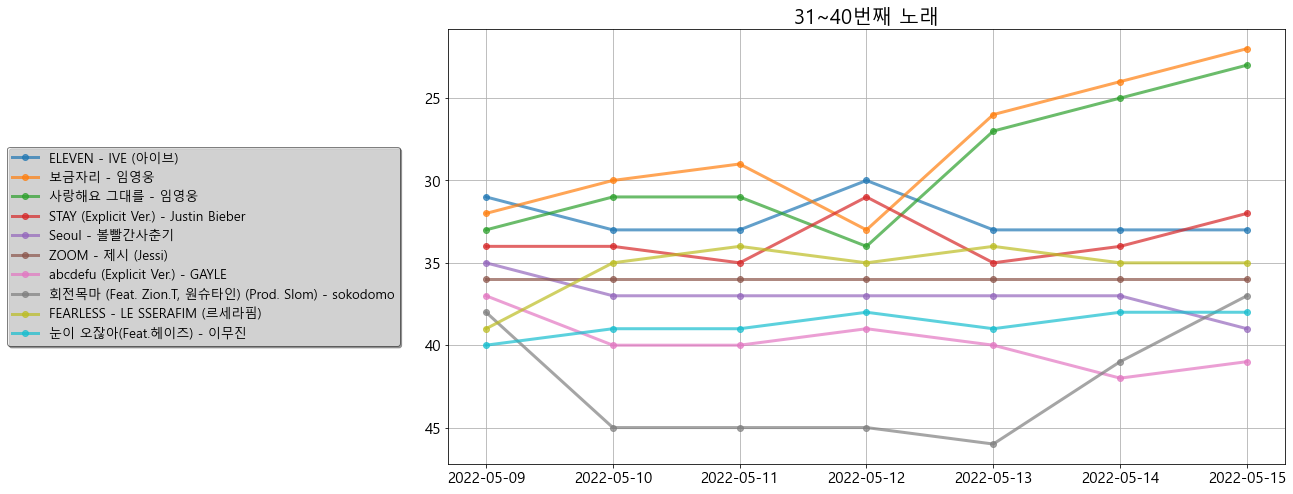 31~40번째 노래
ELEVEN - IVE (아이브)
보금자리 - 임영웅
사랑해요 그대를 - 임영웅
STAY (Explicit Ver.) - Justin Bieber
Seoul - 볼빨간사춘기
ZOOM - 제시 (Jessi)
abcdefu (Explicit Ver.) - GAYLE
회전목마 (Feat. Zion.T, 원슈타인) (Prod. Slom) - sokodomo
FEARLESS - LE SSERAFIM (르세라핌)
눈이 오잖아(Feat.헤이즈) - 이무진
25
30
35
40
45
2022-05-09 2022-05-10 2022-05-11 2022-05-12 2022-05-13 2022-05-14 2022-05-15